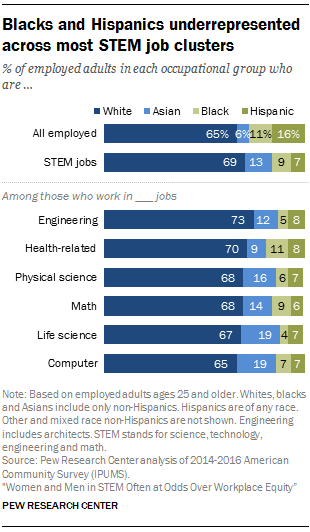 Blacks and Hispanics underrepresented
across most STEM job clusters
% of employed adults in each occupational group who
are ...
White Asian Black Hispanic
All employed 65% 6% 11% 16%
STEM jobs 69 13 9 7
Among those who work in ___ jobs
Engineering 73 12 5 8
Health-related 70 9 11 8
Physical science 68 16 6 7
Math 68 14 9 6
Life science 67 19 4 7
Computer 65 19 7 7
Note: Based on employed adults ages 25 and older. Whites, blacks
and Asians include only non-Hispanics. Hispanics are of any race.
Other and mixed race non-Hispanics are not shown. Engineering
includes architects. STEM stands for science, technology,
engineering and math.
Source: Pew Research Center analysis of 2014-2016 American
Community Survey (IPUMS).
"Women and Men in STEM Often at Odds Over Workplace Equity"
PEW RESEARCH CENTER